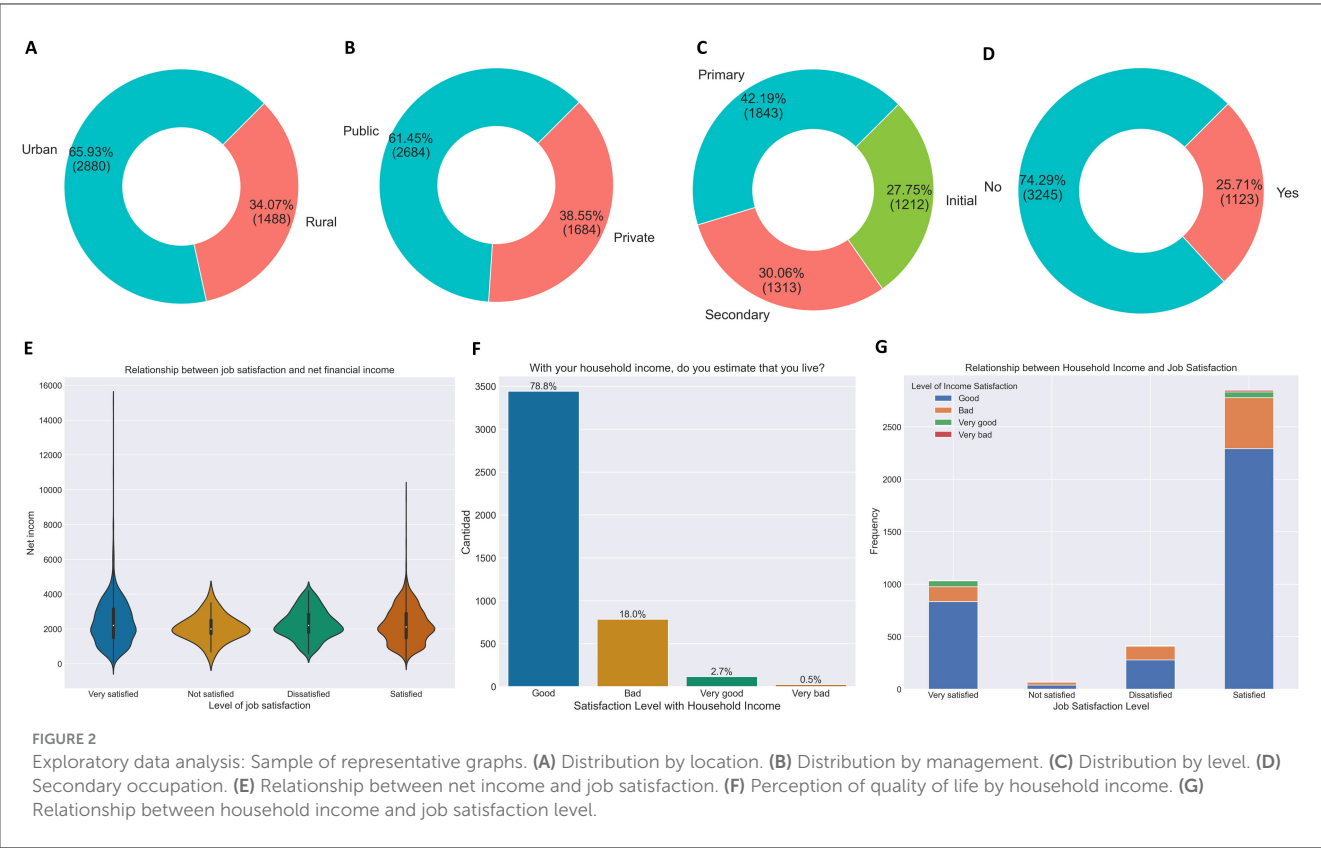 A
Urban
65.93%
(2880)
34.07%
(1488)
Rural
B
Public
61.45%
(2684)
38.55%
(1684)
Private
C
Primary
42.19%
(1843)
27.75%
(1212)
Initial
30.06%
(1313)
Secondary
D
No
74.29%
(3245)
25.71%
(1123)
Yes
E
Relationship between job satisfaction and net financial income
16000
14000
12000
10000
8000
6000
4000
2000
0
Net incom
Very satisfied
Not satisfied
Dissatisfied
Satisfied
Level of job satisfaction
F
With your household income, do you estimate that you live?
3500
3000
2500
2000
1500
1000
500
0
Cantidad
78.8%
18.0%
2.7%
0.5%
Good
Bad
Very good
Very bad
Satisfaction Level with Household Income
G
Relationship between Household Income and Job Satisfaction
Level of Income Satisfaction
Good
Bad
Very good
Very bad
2500
2000
1500
1000
500
0
Frequency
Very satisfied
Not satisfied
Dissatisfied
Satisfied
Job Satisfaction Level
FIGURE 2
Exploratory data analysis: Sample of representative graphs. (A) Distribution by location. (B) Distribution by management. (C) Distribution by level. (D)
Secondary occupation. (E) Relationship between net income and job satisfaction. (F) Perception of quality of life by household income. (G)
Relationship between household income and job satisfaction level.